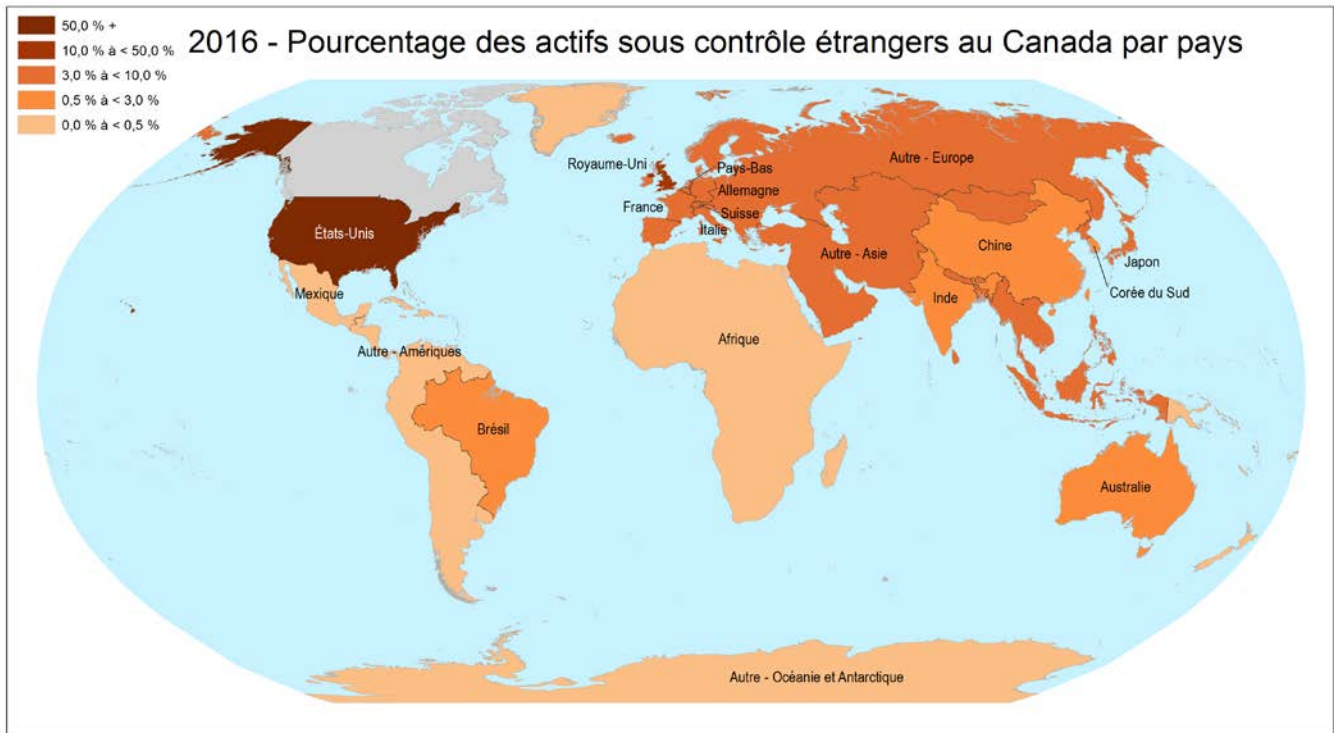 50,0 % +
10,0 % à < 50,0 %
3,0 % à < 10,0 %
0,5 % à < 3,0 %
0,0 % à < 0,5 %
2016 - Pourcentage des actifs sous contrôle étrangers au Canada par pays
Royaume-Uni
Pays-Bas
Autre - Europe
Allemagne
France
Suisse
Italie
États-Unis
Autre - Asie
Chine
Japon
Corée du Sud
Mexique
Inde
Afrique
Autre - Amériques
Brésil
Australie
Autre - Océanie et Antarctique